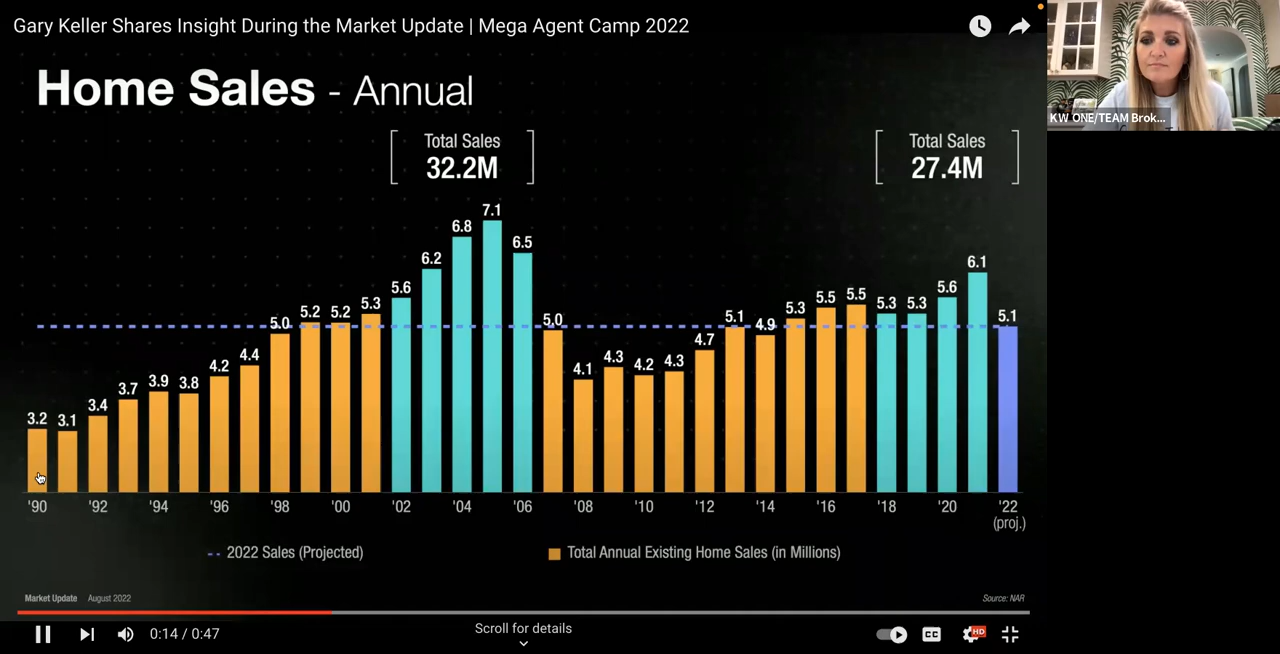 Gary Keller Shares Insight During the Market Update | Mega Agent Camp 2022
KW ONE/TEAM Brok...
Home Sales - Annual
Total Sales
32.2M
Total Sales
27.4M
3.2 3.1 3.4 3.7 3.9 3.8 4.2 4.4 5.0 5.2 5.2 5.3 5.6 6.2 6.8 7.1 6.5 5.0 4.1 4.3 4.2 4.3 4.7 5.1 4.9 5.3 5.5 5.5 5.3 5.3 5.6 6.1 5.1
'90 '92 '94 '96 '98 '00 '02 '04 '06 '08 '10 '12 '14 '16 '18 '20 '22
(proj.)
2022 Sales (Projected) Total Annual Existing Home Sales (in Millions)
Market Update August 2022 Source: NAR
0:14 / 0:47 Scroll for details CC HD